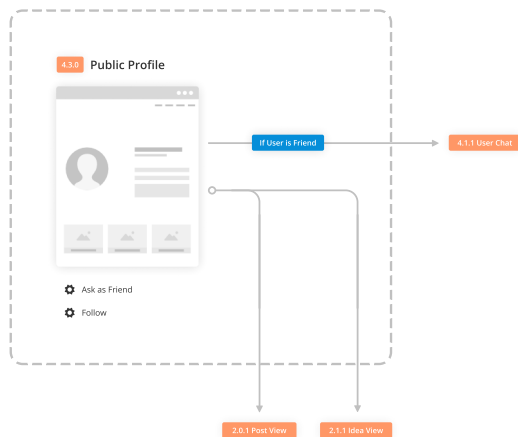 4.3.0 Public Profile
If User is Friend
4.1.1 User Chat
Ask as Friend
Follow
2.0.1 Post View
2.1.1 Idea View